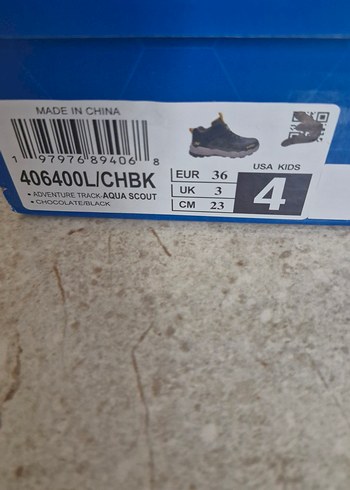 MADE IN CHINA
1 97976 89406 8
406400L/CHBK
• ADVENTURE TRACK-AQUA SCOUT
• CHOCOLATE/BLACK
EUR 36
UK 3
CM 23
USA KIDS
4